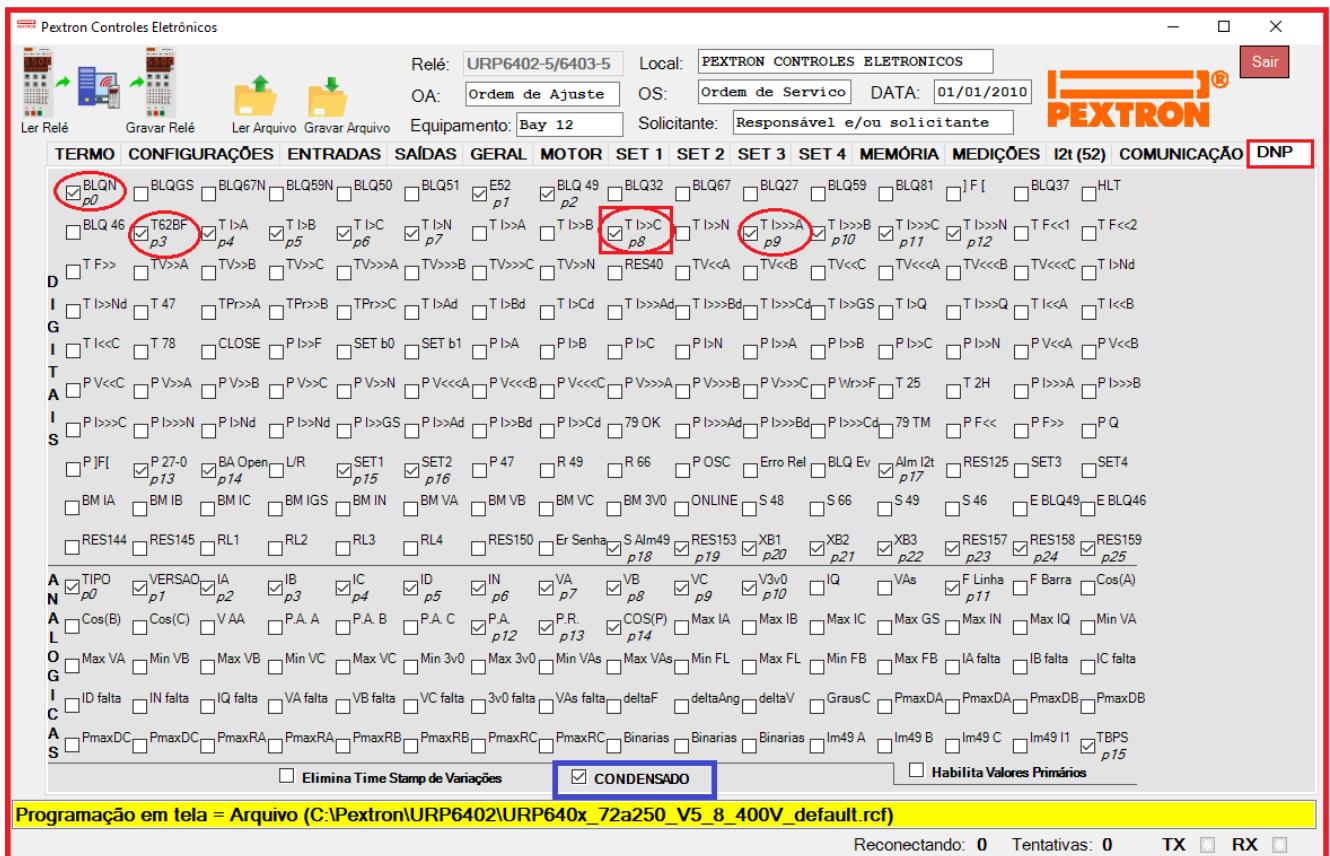 PEXTRON Pextron Controles Eletrônicos
Relé: URP6402-5/6403-5 Local: PEXTRON CONTROLES ELETRONICOS Sair
OA: Ordem de Ajuste OS: Ordem de Servico DATA: 01/01/2010
Ler Relé Gravar Relé Ler Arquivo Gravar Arquivo Equipamento: Bay 12 Solicitante: Responsável e/ou solicitante PEXTRON ®
TERMO CONFIGURAÇÕES ENTRADAS SAÍDAS GERAL MOTOR SET 1 SET 2 SET 3 SET 4 MEMÓRIA MEDIÇÕES I2t (52) COMUNICAÇÃO DNP
DIGITAIS
BLQN BLQGS BLQ67N BLQ59N BLQ50 BLQ51 E52 BLQ 49 BLQ32 BLQ67 BLQ27 BLQ59 BLQ81 ] F [ BLQ37 HLT
p0 p1 p2
BLQ 46 T62BF T I>A T I>B T I>C T I>N T I>>A T I>>B T I>>C T I>>N T I>>>A T I>>>B T I>>>C T I>>>N T F<<1 T F<<2
p3 p4 p5 p6 p7 p8 p9 p10 p11 p12
T F>> TV>>A TV>>B TV>>C TV>>>A TV>>>B TV>>>C TV>>N RES40 TV<<A TV<<B TV<<C TV<<<A TV<<<B TV<<<C T I>Nd
T I>>Nd T 47 TPr>>A TPr>>B TPr>>C T I>Ad T I>Bd T I>Cd T I>>>Ad T I>>>Bd T I>>>Cd T I>>GS T I>Q T I>>>Q T I<<A T I<<B
T I<<C T 78 CLOSE P I>>F SET b0 SET b1 P I>A P I>B P I>C P I>N P I>>A P I>>B P I>>C P I>>N P V<<A P V<<B
P V<<C P V>>A P V>>B P V>>C P V>>N P V<<<A P V<<<B P V<<<C P V>>>A P V>>>B P V>>>C P Wr>>F T 25 T 2H P I>>>A P I>>>B
P I>>>C P I>>>N P I>Nd P I>>Nd P I>>GS P I>>Ad P I>>Bd P I>>Cd 79 OK P I>>>Ad P I>>>Bd P I>>>Cd 79 TM P F<< P F>> P Q
P ]F[ P 27-0 BA Open L/R SET1 SET2 P 47 R 49 R 66 P OSC Erro Rel BLQ Ev Alm I2t RES125 SET3 SET4
p13 p14 p15 p16 p17
BM IA BM IB BM IC BM IGS BM IN BM VA BM VB BM VC BM 3V0 ONLINE S 48 S 66 S 49 S 46 E BLQ49 E BLQ46
RES144 RES145 RL1 RL2 RL3 RL4 RES150 Er Senha S Alm49 RES153 XB1 XB2 XB3 RES157 RES158 RES159
p18 p19 p20 p21 p22 p23 p24 p25
ANALOGICAS
TIPO VERSAO IA IB IC ID IN VA VB VC V3v0 IQ VAs F Linha F Barra Cos(A)
p0 p1 p2 p3 p4 p5 p6 p7 p8 p9 p10 p11
Cos(B) Cos(C) V AA P.A. A P.A. B P.A. C P.A. P.R. COS(P) Max IA Max IB Max IC Max GS Max IN Max IQ Min VA
p12 p13 p14
Max VA Min VB Max VB Min VC Max VC Min 3v0 Max 3v0 Min VAs Max VAs Min FL Max FL Min FB Max FB IA falta IB falta IC falta
ID falta IN falta IQ falta VA falta VB falta VC falta 3v0 falta VAs falta deltaF deltaAng deltaV GrausC PmaxDA PmaxDA PmaxDB PmaxDB
PmaxDC PmaxDC PmaxRA PmaxRA PmaxRB PmaxRB PmaxRC PmaxRC Binarias Binarias Binarias Im49 A Im49 B Im49 C Im49 I1 TBPS
p15
Elimina Time Stamp de Variações CONDENSADO Habilita Valores Primários
Programação em tela = Arquivo (C:\Pextron\URP6402\URP640x_72a250_V5_8_400V_default.rcf)
Reconectando: 0 Tentativas: 0 TX RX